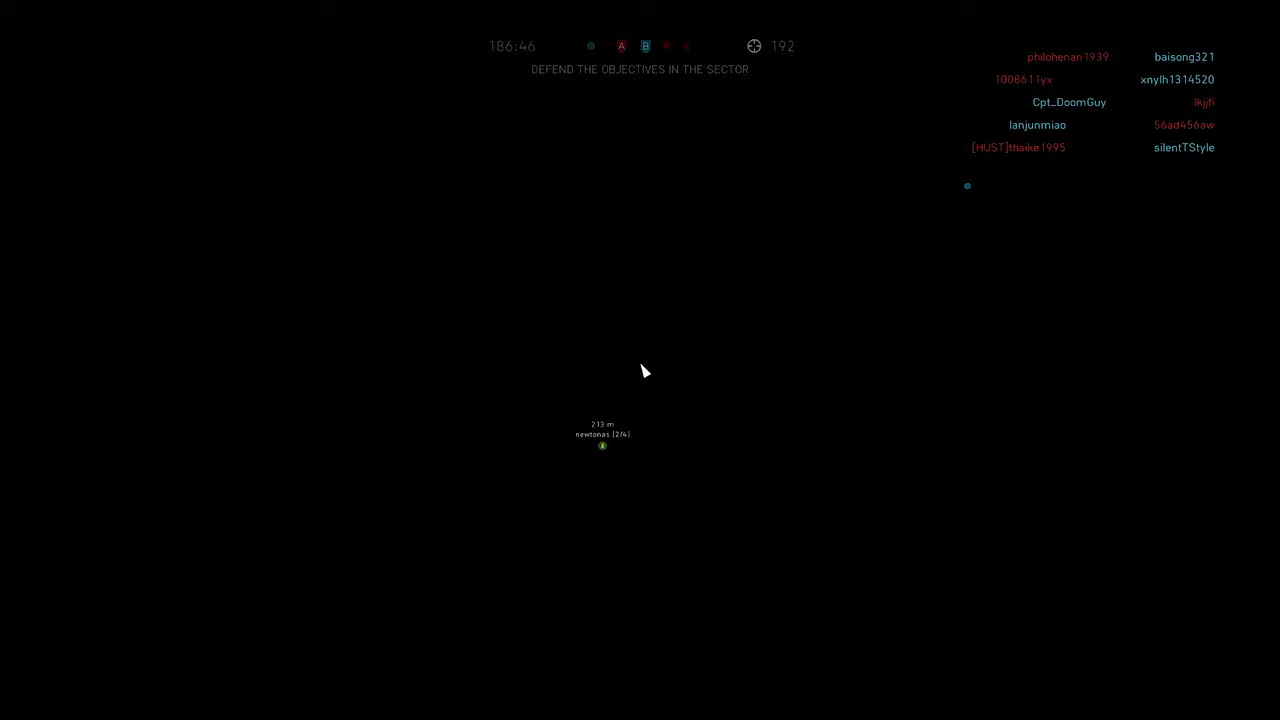 186:46 A B 192
DEFEND THE OBJECTIVES IN THE SECTOR
philohenan1939 baisong321
1008611yx xnylh1314520
Cpt_DoomGuy lkjjfi
lanjunmiao 56ad456aw
[HUST]thaike1995 silentTStyle
213 m
newtonas (2/4)